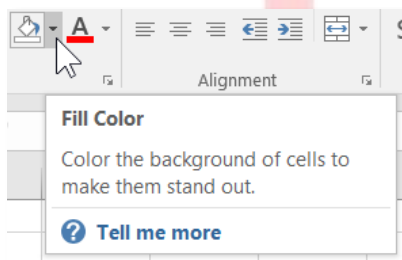 A
Alignment
Fill Color
Color the background of cells to
make them stand out.
? Tell me more